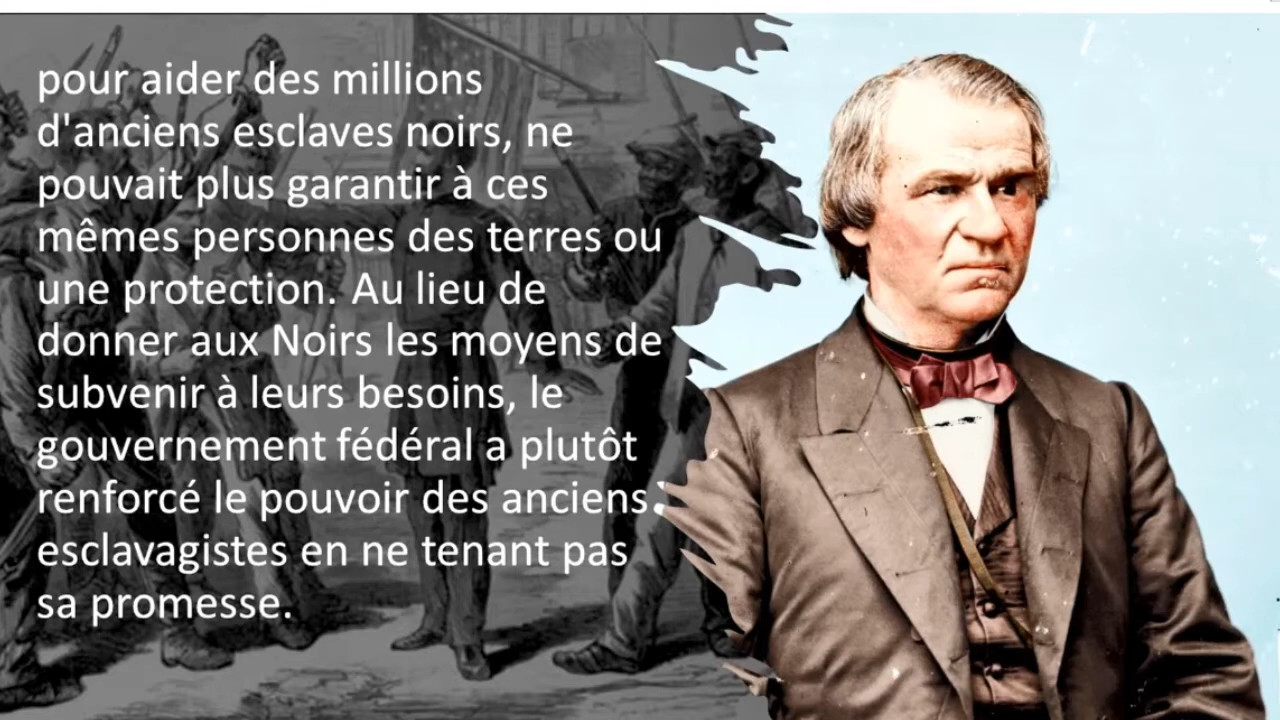 pour aider des millions
d'anciens esclaves noirs, ne
pouvait plus garantir à ces
mêmes personnes des terres ou
une protection. Au lieu de
donner aux Noirs les moyens de
subvenir à leurs besoins, le
gouvernement fédéral a plutôt
renforcé le pouvoir des anciens
esclavagistes en ne tenant pas
sa promesse.